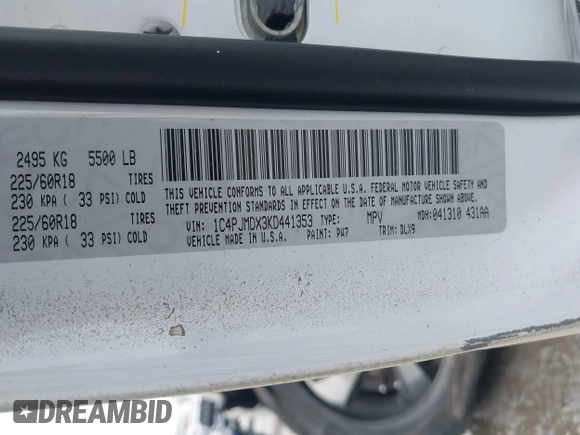 2495 KG 5500 LB
225/60R18 TIRES
230 KPA ( 33 PSI) COLD
225/60R18 TIRES
230 KPA ( 33 PSI) COLD
THIS VEHICLE CONFORMS TO ALL APPLICABLE U.S.A. FEDERAL MOTOR VEHICLE SAFETY AND
THEFT PREVENTION STANDARDS IN EFFECT ON THE DATE OF MANUFACTURE SHOWN ABOVE.
VIN: 1C4PJMDX3KD441353 TYPE: MPV MDH: 041310 431AA
VEHICLE MADE IN U.S.A. PAINT: PW7 TRIM: DLX9
DREAMBID